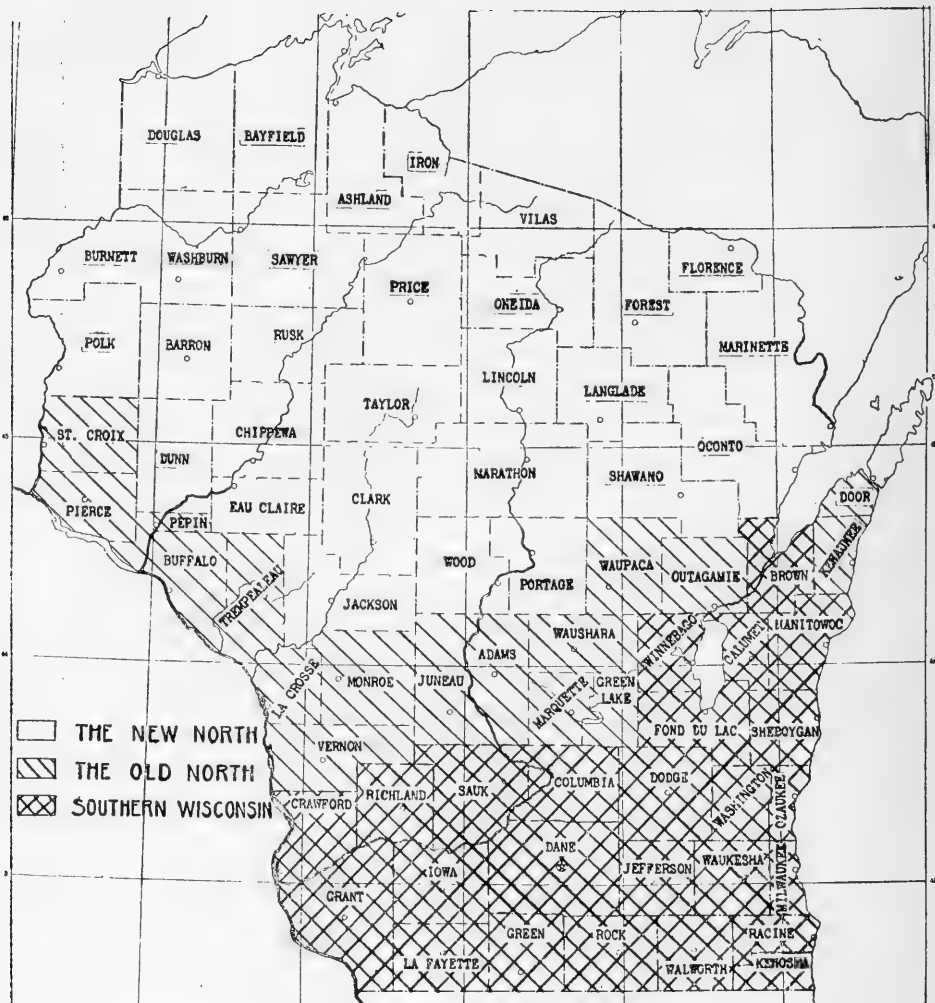 DOUGLAS
BAYFIELD
IRON
ASHLAND
VILAS
BURNETT
WASHBURN
SAWYER
FLORENCE
PRICE
ONEIDA
FOREST
RUSK
POLK
BARRON
MARINETTE
LINCOLN
LANGLADE
TAYLOR
ST. CROIX
CHIPPEWA
OCONTO
DUNN
MARATHON
SHAWANO
CLARK
DOOR
PIERCE
EAU CLAIRE
PEPIN
KEWAUNEE
BUFFALO
WOOD
WAUPACA
OUTAGAMIE
BROWN
PORTAGE
TREMPEALEAU
JACKSON
WAUSHARA
WINNEBAGO
CALUMET
MANITOWOC
ADAMS
LA CROSSE
MONROE
JUNEAU
MARQUETTE
GREEN
LAKE
FOND DU LAC
SHEBOYGAN
THE NEW NORTH
VERNON
THE OLD NORTH
SOUTHERN WISCONSIN
CRAWFORD
RICHLAND
SAUK
COLUMBIA
DODGE
WASHINGTON
OZAUKEE
DANE
IOWA
JEFFERSON
WAUKESHA
MILWAUKEE
GRANT
GREEN
ROCK
RACINE
LA FAYETTE
WALWORTH
KENOSHA